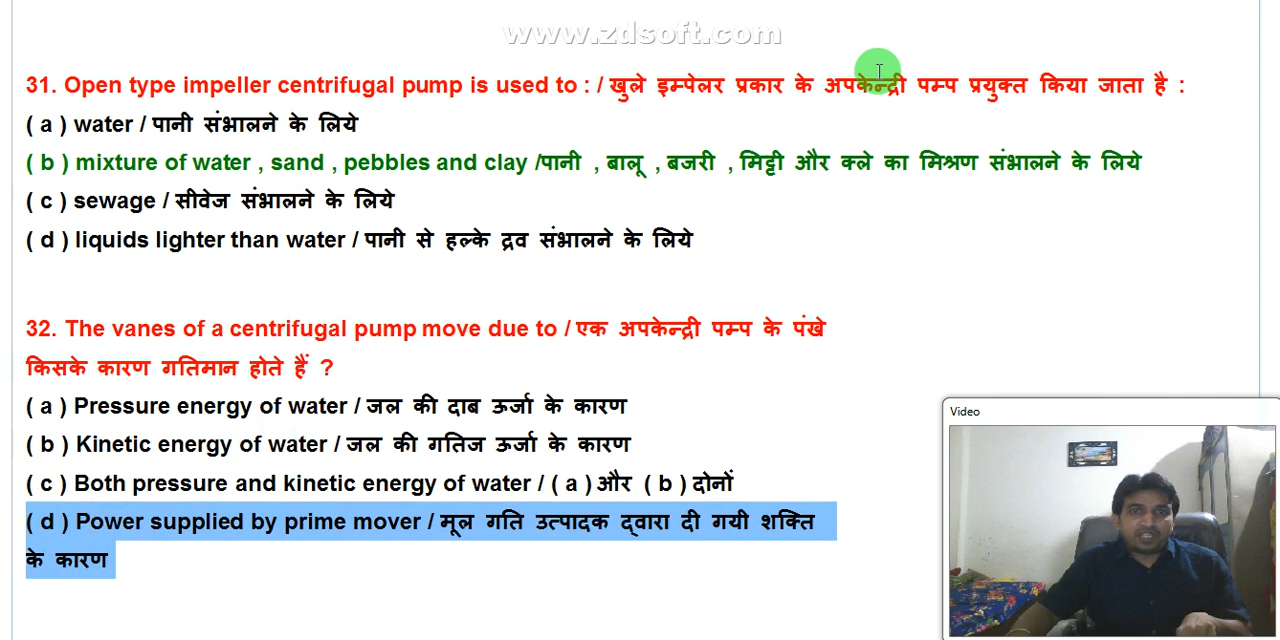 www.zdsoft.com
31. Open type impeller centrifugal pump is used to : / खुले इम्पेलर प्रकार के अपकेन्द्री पम्प प्रयुक्त किया जाता है :
( a ) water / पानी संभालने के लिये
( b ) mixture of water , sand , pebbles and clay /पानी , बालू , बजरी , मिट्टी और क्ले का मिश्रण संभालने के लिये
( c ) sewage / सीवेज संभालने के लिये
( d ) liquids lighter than water / पानी से हल्के द्रव संभालने के लिये
32. The vanes of a centrifugal pump move due to / एक अपकेन्द्री पम्प के पंखे
किसके कारण गतिमान होते हैं ?
( a ) Pressure energy of water / जल की दाब ऊर्जा के कारण
( b ) Kinetic energy of water / जल की गतिज ऊर्जा के कारण
( c ) Both pressure and kinetic energy of water / ( a ) और ( b ) दोनों
( d ) Power supplied by prime mover / मूल गति उत्पादक द्वारा दी गयी शक्ति
के कारण
Video